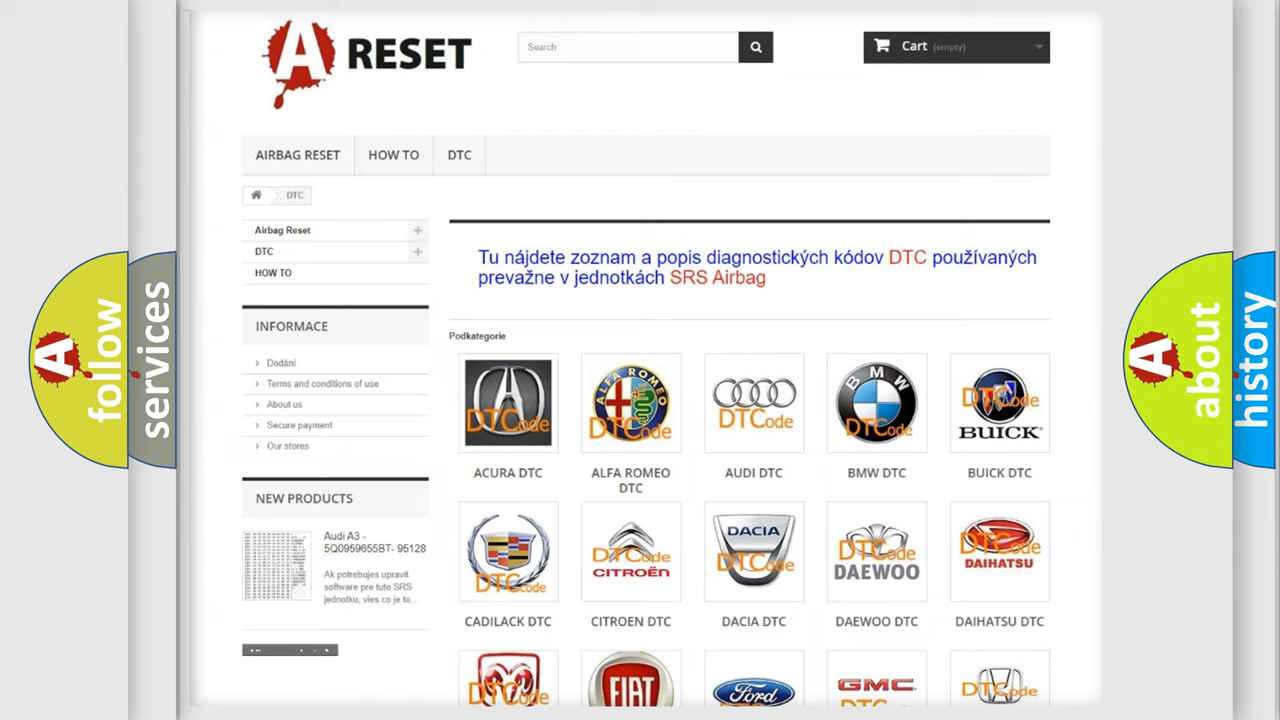 A RESET
Search
Cart (empty)
AIRBAG RESET
HOW TO
DTC
DTC
Airbag Reset
DTC
HOW TO
Tu nájdete zoznam a popis diagnostických kódov DTC používaných
prevažne v jednotkách SRS Airbag
INFORMACE
Dodání
Terms and conditions of use
About us
Secure payment
Our stores
NEW PRODUCTS
Audi A3 -
5Q0959655BT- 95128
Ak potrebujes upravit
software pre tuto SRS
jednotku, vies co je to...
Podkategorie
DTCode
ALFA ROMEO
DTCode
DTCode
BMW
DTCode
DTCode
BUICK
ACURA DTC
ALFA ROMEO
DTC
AUDI DTC
BMW DTC
BUICK DTC
DTCode
DTCode
CITROËN
DACIA
DTCode
DTCode
DAEWOO
DTCode
DAIHATSU
CADILACK DTC
CITROEN DTC
DACIA DTC
DAEWOO DTC
DAIHATSU DTC
DTCode
FIAT
Ford
GMC
DTCode
A follow
services
A about
history